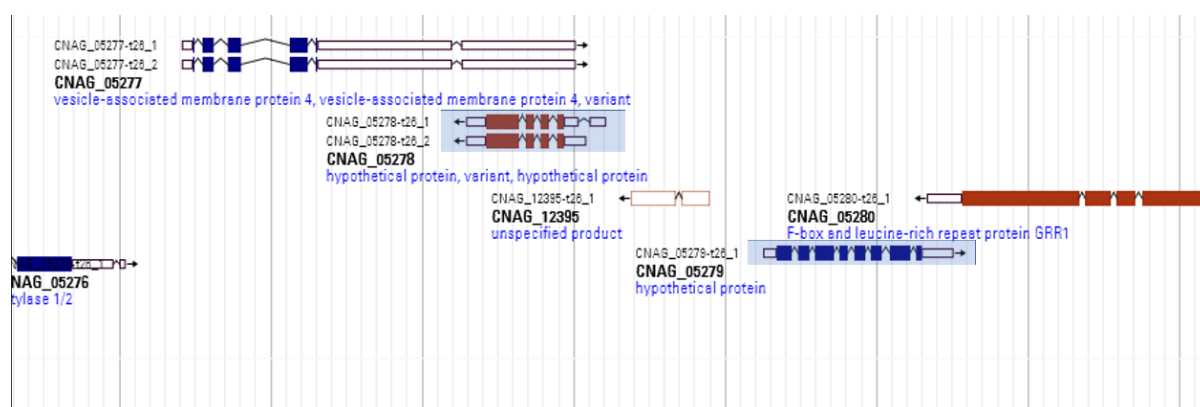 CNAG_05277-t26_1
CNAG_05277-t26_2
CNAG_05277
vesicle-associated membrane protein 4, vesicle-associated membrane protein 4, variant
CNAG_05278-t26_1
CNAG_05278-t26_2
CNAG_05278
hypothetical protein, variant, hypothetical protein
CNAG_12395-t26_1
CNAG_12395
unspecified product
CNAG_05280-t26_1
CNAG_05280
F-box and leucine-rich repeat protein GRR1
CNAG_05279-t26_1
CNAG_05279
hypothetical protein
NAG_05276
tylase 1/2